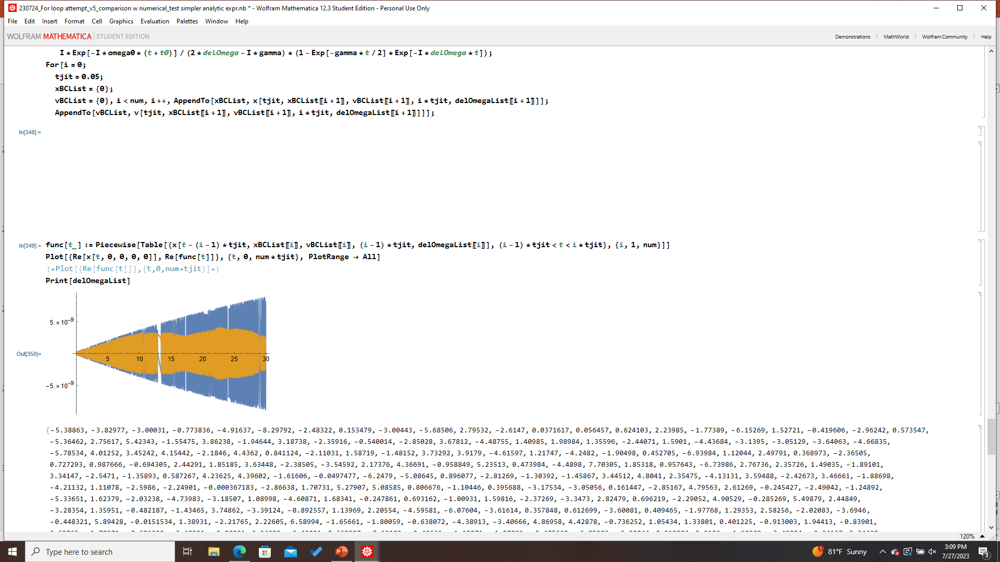 230724_For loop attempt_v5_comparison w numerical_test simpler analytic expr.nb * - Wolfram Mathematica 12.3 Student Edition - Personal Use Only
File Edit Insert Format Cell Graphics Evaluation Palettes Window Help
WOLFRAM MATHEMATICA STUDENT EDITION
Demonstrations MathWorld Wolfram Community Help
I * Exp[-I * omega0 * (t + t0)] / (2 * delOmega - I * gamma) * (1 - Exp[-gamma * t / 2] * Exp[-I * delOmega * t]);
For[i = 0;
tjit = 0.05;
xBCList = {0};
vBCList = {0}, i < num, i ++, AppendTo[xBCList, x[tjit, xBCList[[i + 1]], vBCList[[i + 1]], i * tjit, delOmegaList[[i + 1]]]];
AppendTo[vBCList, v[tjit, xBCList[[i + 1]], vBCList[[i + 1]], i * tjit, delOmegaList[[i + 1]]]]];
In[348]:=
In[349]:= func[t_] := Piecewise[Table[{x[t - (i - 1) * tjit, xBCList[[i]], vBCList[[i]], (i - 1) * tjit, delOmegaList[[i]]], (i - 1) * tjit < t < i * tjit}, {i, 1, num}]]
Plot[{Re[x[t, 0, 0, 0, 0]], Re[func[t]]}, {t, 0, num * tjit}, PlotRange → All]
(*Plot[{Re[func[t]]},{t,0,num*tjit}]*)
Print[delOmegaList]
5. × 10^-9
Out[350]=
5 10 15 20 25 30
-5. × 10^-9
{-5.38863, -3.82977, -3.00031, -0.773836, -4.91637, -8.29792, -2.48322, 0.153479, -3.00443, -5.68506, 2.79532, -2.6147, 0.0371617, 0.056457, 0.624103, 2.23985, -1.77389, -6.15269, 1.52721, -0.419606, -2.96242, 0.573547,
-5.36462, 2.75617, 5.42343, -1.55475, 3.86238, -1.94644, 3.18738, -2.35916, -0.540014, -2.85028, 3.67812, -4.48755, 1.40985, 1.98984, 1.35596, -2.44071, 1.5901, -4.43684, -3.1395, -3.05129, -3.64063, -4.66835,
-5.78534, 4.01252, 3.45242, 4.15442, -2.1846, 4.4362, 0.841124, -2.11031, 1.58719, -1.48152, 3.73292, 3.9179, -4.61597, 1.21747, -4.2482, -1.90498, 0.452705, -6.93984, 1.12044, 2.49791, 0.368973, -2.36505,
0.727293, 0.987666, -0.694305, 2.44291, 1.85185, 3.63448, -2.38505, -3.54592, 2.17376, 4.36691, -0.958849, 5.23513, 0.473984, -4.4898, 7.70305, 1.85318, 0.957643, -6.73986, 2.76736, 2.35726, 1.49035, -1.89101,
3.34147, -2.5471, -1.35893, 0.587267, 4.23625, 4.39602, -1.61606, -0.0497477, -6.2479, -5.08645, 0.896077, -2.81269, -1.30392, -1.45867, 3.44512, 4.8041, 2.35475, -4.13131, 3.59488, -2.42673, 3.46661, -1.88698,
-4.21132, 1.11078, -2.5986, -2.24901, -0.000367183, -2.86638, 1.70731, 5.27907, 5.08585, 0.806676, -1.10446, 0.395688, -3.17534, -3.05056, 0.161447, -2.85167, 4.79563, 2.61269, -0.245427, -2.49042, -1.24892,
-5.33651, 1.62379, -2.03238, -4.73983, -3.18507, 1.08998, -4.60871, 1.68341, -0.247861, 0.693162, -1.00931, 1.59816, -2.37269, -3.3473, 2.82479, 0.696219, -2.29052, 4.90529, -0.285269, 5.49879, 2.44849,
-3.28354, 1.35951, -0.482187, -1.43465, 3.74862, -3.39124, -0.892557, 1.13969, 2.20554, -4.59581, -6.07604, -3.61614, 0.357848, 0.612699, -3.60081, 0.409465, -1.97768, 1.29353, 2.58256, -2.02083, -3.6946,
-0.448321, 5.89428, -0.0151534, 1.38931, -2.21765, 2.22605, 6.58994, -1.65661, -1.80059, -0.638072, -4.38913, -3.40666, 4.86958, 4.42878, -0.736252, 1.05434, 1.33801, 0.401225, -0.913003, 1.94413, -0.83901,
120%
Type here to search
1
81°F Sunny
3:09 PM
7/27/2023
3